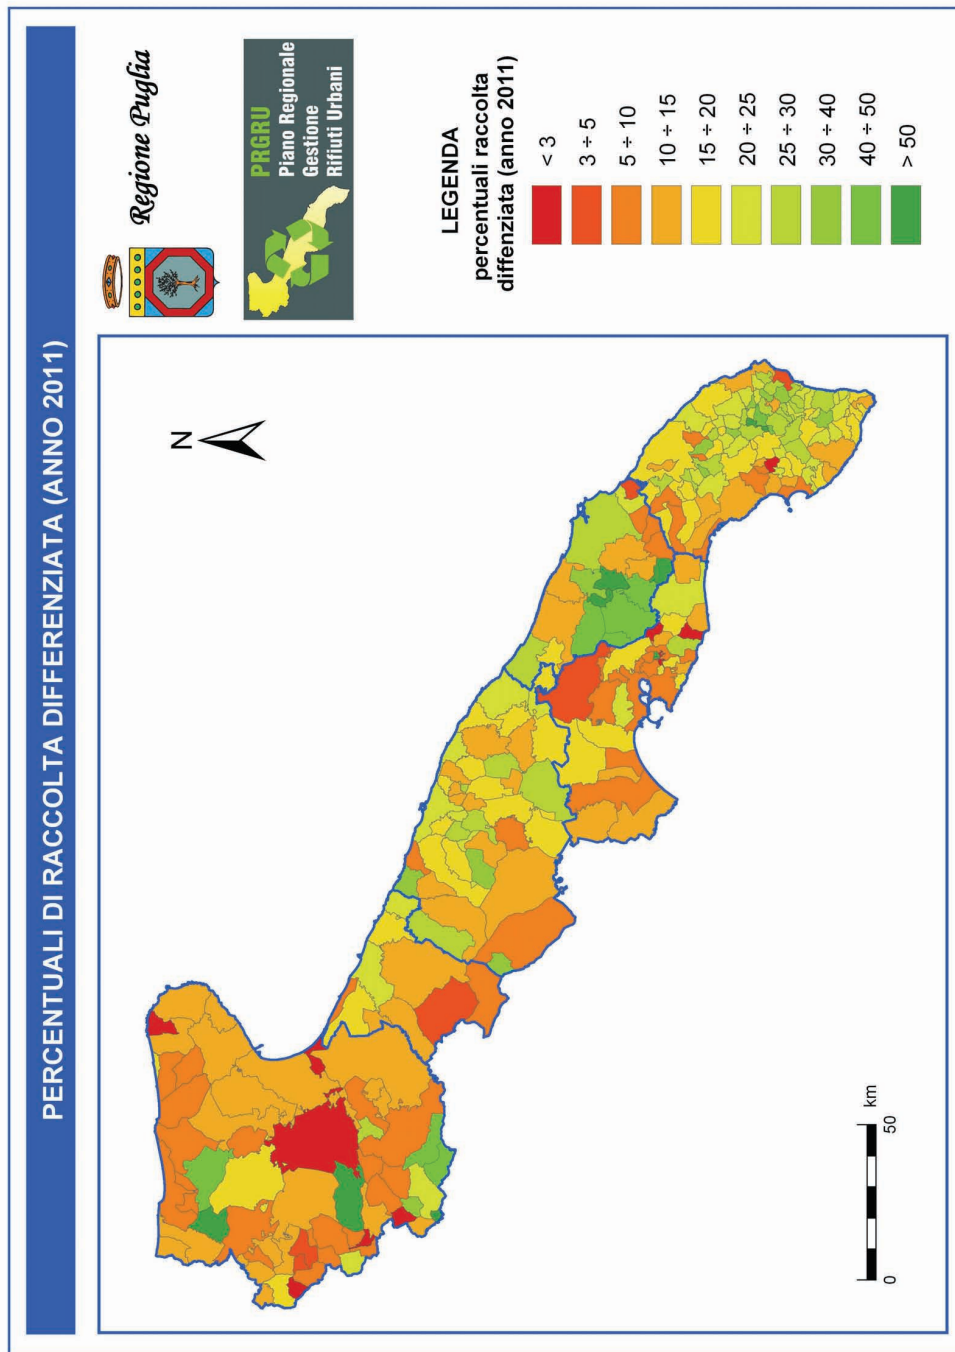 PERCENTUALI DI RACCOLTA DIFFERENZIATA (ANNO 2011)
Regione Puglia
PRGRU
Piano Regionale
Gestione
Rifiuti Urbani
LEGENDA
percentuali raccolta
diffenziata (anno 2011)
< 3
3 ÷ 5
5 ÷ 10
10 ÷ 15
15 ÷ 20
20 ÷ 25
25 ÷ 30
30 ÷ 40
40 ÷ 50
> 50
N
0
50
km